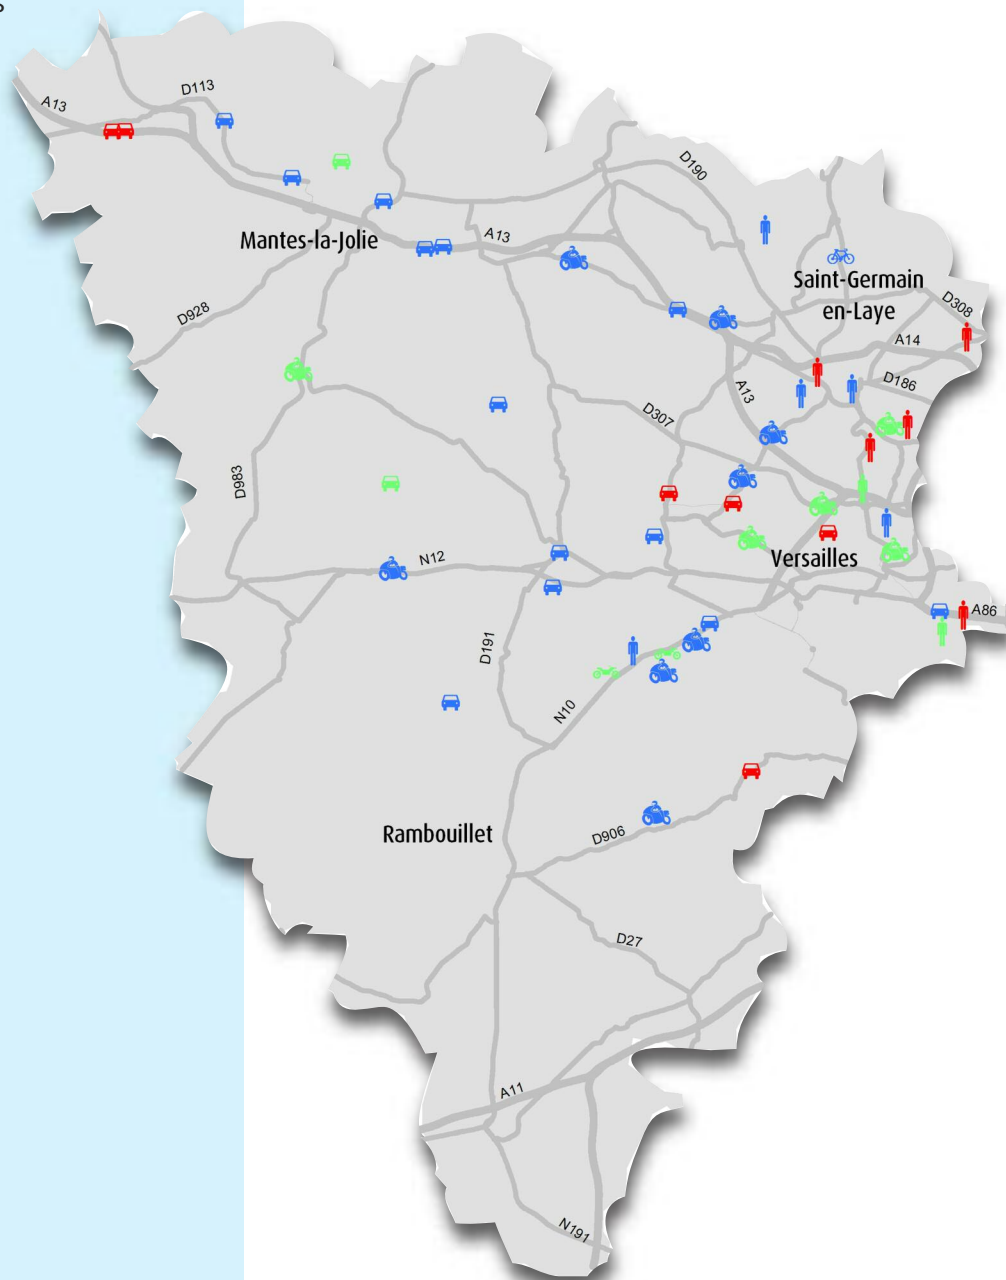 D113
A13
D190
Mantes-la-Jolie
A13
Saint-Germain
en-Laye
D308
D928
A14
D186
A13
D307
D983
N12
Versailles
A86
D191
N10
Rambouillet
D906
D27
A11
N191